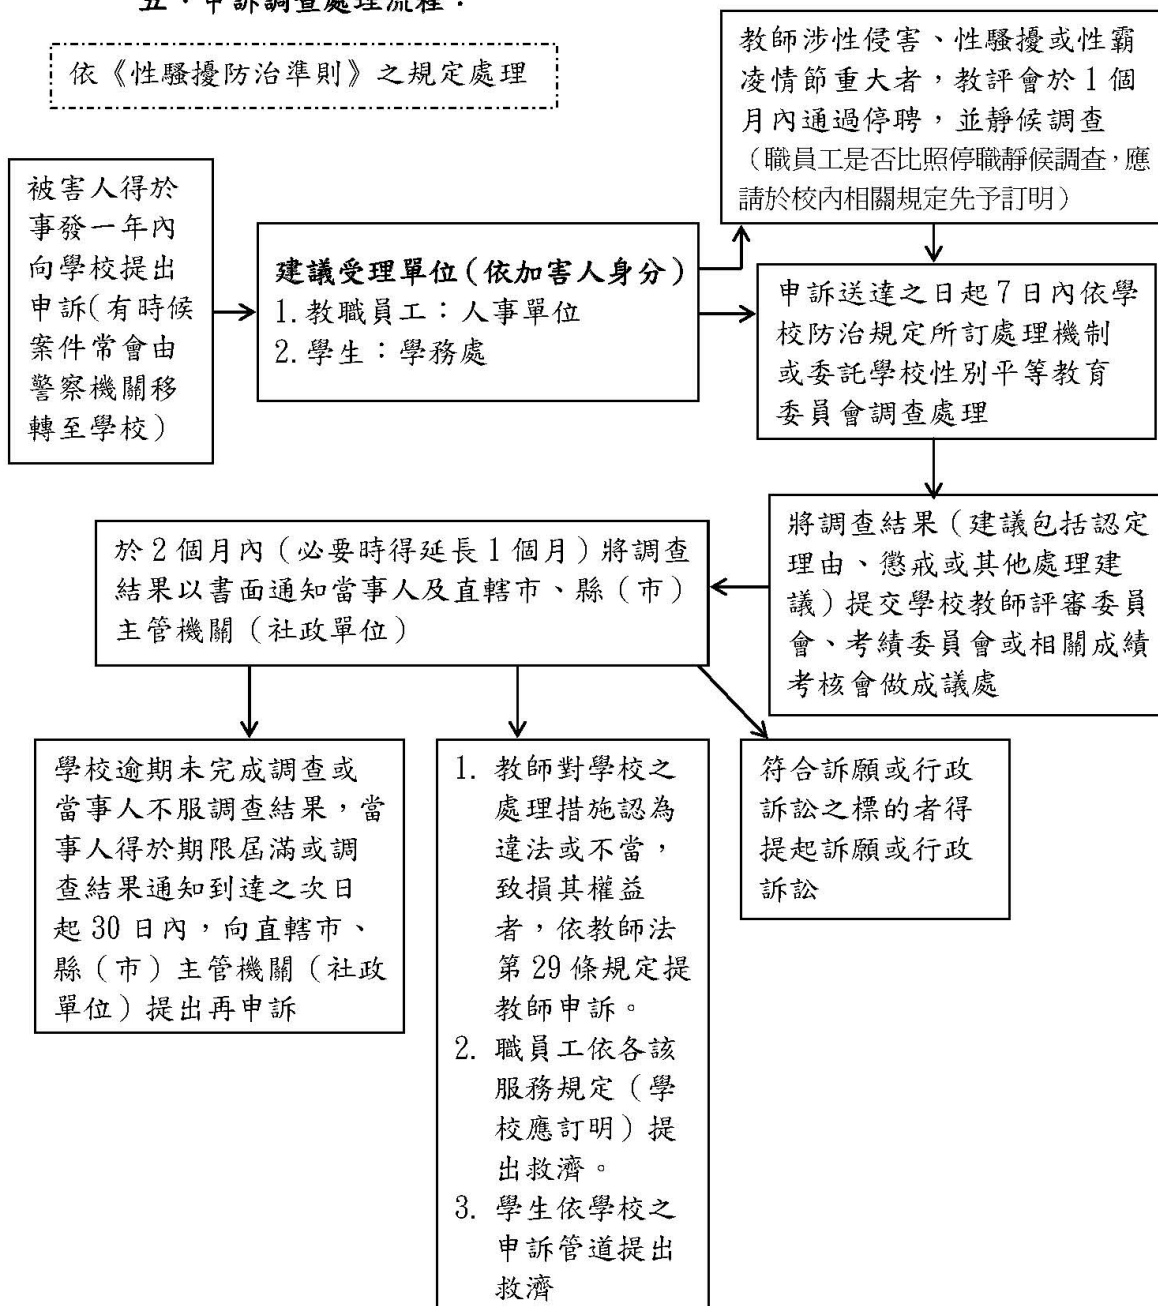 五、申訴調查處理流程：
依《性騷擾防治準則》之規定處理
教師涉性侵害、性騷擾或性霸
凌情節重大者，教評會於1個
月內通過停聘，並靜候調查
（職員工是否比照停職靜候調查，應
請於校內相關規定先予訂明）
被害人得於
事發一年內
向學校提出
申訴(有時候
案件常會由
警察機關移
轉至學校)
建議受理單位(依加害人身分)
1.教職員工：人事單位
2.學生：學務處
申訴送達之日起7日內依學
校防治規定所訂處理機制
或委託學校性別平等教育
委員會調查處理
將調查結果（建議包括認定
理由、懲戒或其他處理建
議）提交學校教師評審委員
會、考績委員會或相關成績
考核會做成議處
於2個月內（必要時得延長1個月）將調查
結果以書面通知當事人及直轄市、縣（市）
主管機關（社政單位）
學校逾期未完成調查或
當事人不服調查結果，當
事人得於期限屆滿或調
查結果通知到達之次日
起30日內，向直轄市、
縣（市）主管機關（社政
單位）提出再申訴
1. 教師對學校之
處理措施認為
違法或不當，
致損其權益
者，依教師法
第29條規定提
教師申訴。
2. 職員工依各該
服務規定（學
校應訂明）提
出救濟。
3. 學生依學校之
申訴管道提出
救濟
符合訴願或行政
訴訟之標的者得
提起訴願或行政
訴訟